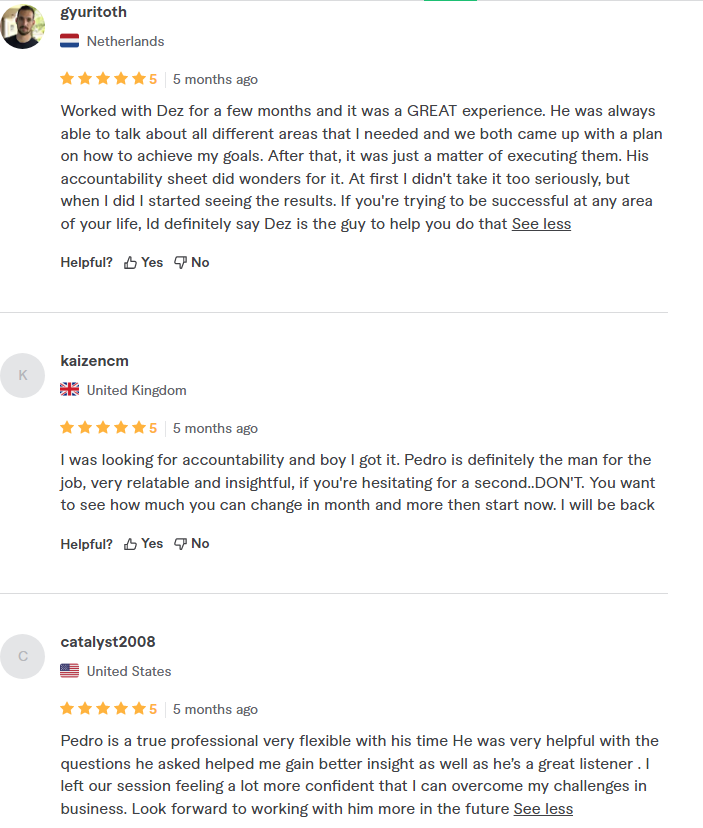 gyuritoth
Netherlands
5 5 months ago
Worked with Dez for a few months and it was a GREAT experience. He was always
able to talk about all different areas that I needed and we both came up with a plan
on how to achieve my goals. After that, it was just a matter of executing them. His
accountability sheet did wonders for it. At first I didn't take it too seriously, but
when I did I started seeing the results. If you're trying to be successful at any area
of your life, Id definitely say Dez is the guy to help you do that See less
Helpful? Yes No
K
kaizencm
United Kingdom
5 5 months ago
I was looking for accountability and boy I got it. Pedro is definitely the man for the
job, very relatable and insightful, if you're hesitating for a second..DON'T. You want
to see how much you can change in month and more then start now. I will be back
Helpful? Yes No
C
catalyst2008
United States
5 5 months ago
Pedro is a true professional very flexible with his time He was very helpful with the
questions he asked helped me gain better insight as well as he's a great listener . I
left our session feeling a lot more confident that I can overcome my challenges in
business. Look forward to working with him more in the future See less